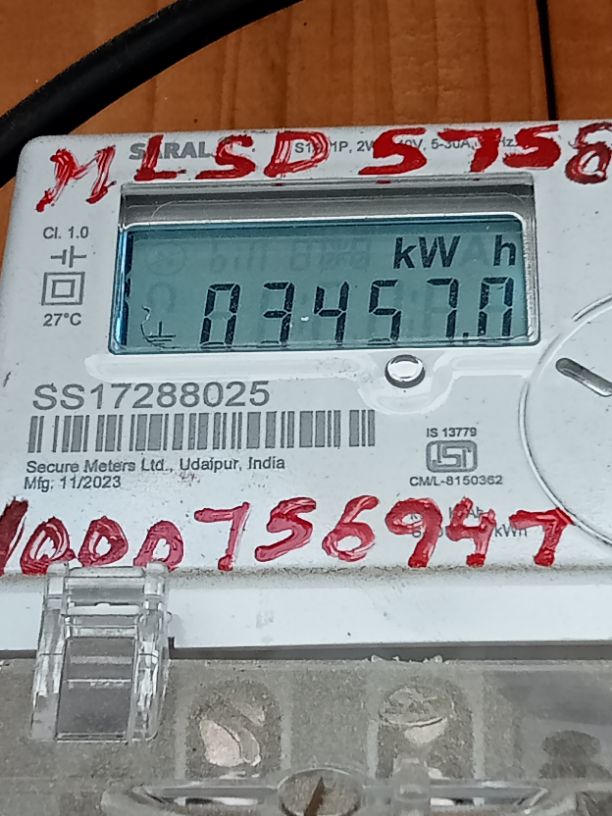 MLSD 5758
SARAL
Cl. 1.0
27°C
kWh
03457.0
SS17288025
Secure Meters Ltd., Udaipur, India
Mfg. 11/2023
IS 13779
ISI
CM/L-8150362
1000756947